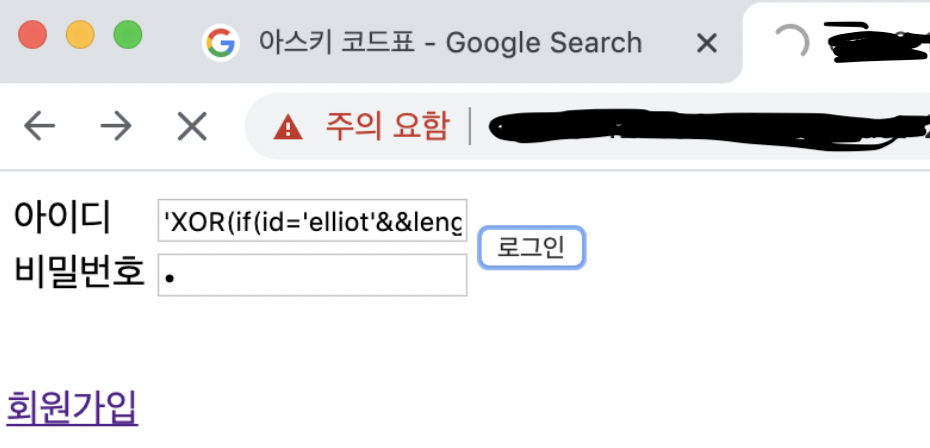 아스키 코드표 - Google Search
주의 요함
아이디 'XOR(if(id='elliot'&&leng
로그인
비밀번호 •
회원가입